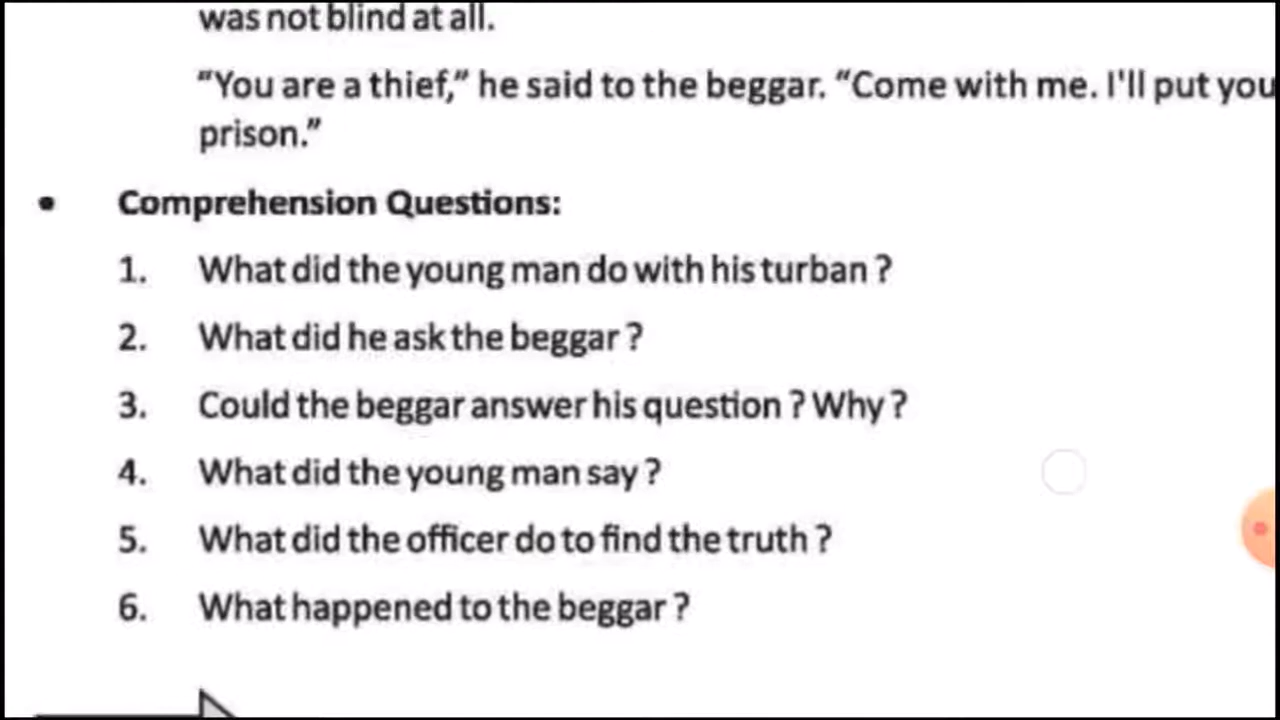 was not blind at all.
"You are a thief," he said to the beggar. "Come with me. I'll put you
prison."
• Comprehension Questions:
1. What did the young man do with his turban ?
2. What did he ask the beggar ?
3. Could the beggar answer his question ? Why ?
4. What did the young man say ?
5. What did the officer do to find the truth ?
6. What happened to the beggar ?